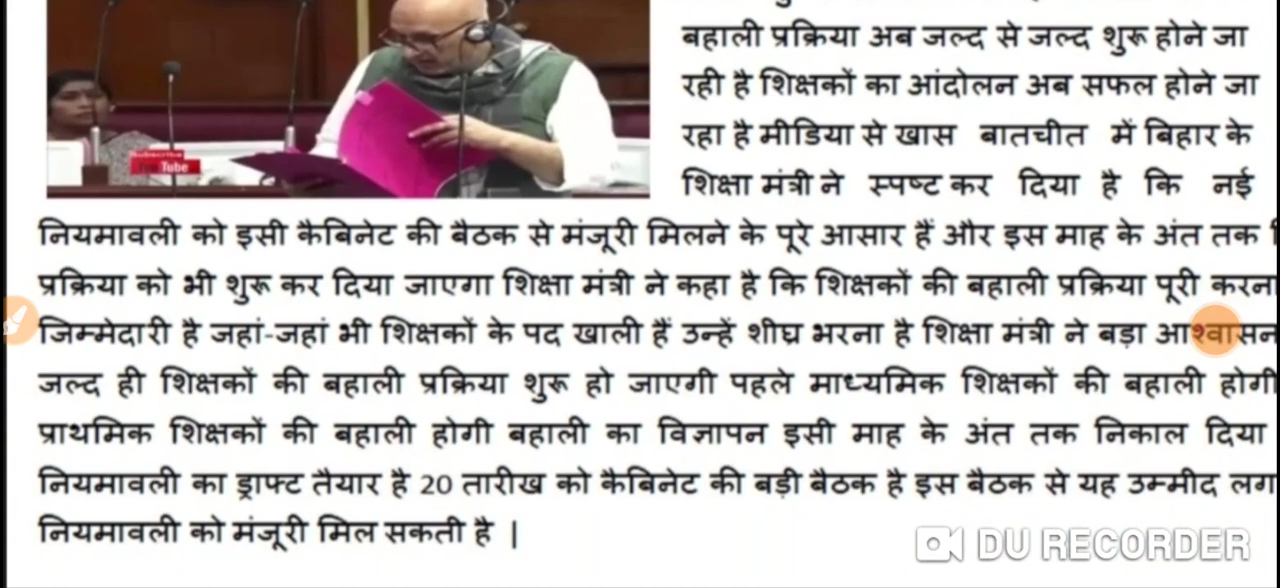 बहाली प्रक्रिया अब जल्द से जल्द शुरू होने जा
रही है शिक्षकों का आंदोलन अब सफल होने जा
रहा है मीडिया से खास बातचीत में बिहार के
शिक्षा मंत्री ने स्पष्ट कर दिया है कि नई
नियमावली को इसी कैबिनेट की बैठक से मंजूरी मिलने के पूरे आसार हैं और इस माह के अंत तक
प्रक्रिया को भी शुरू कर दिया जाएगा शिक्षा मंत्री ने कहा है कि शिक्षकों की बहाली प्रक्रिया पूरी करना
जिम्मेदारी है जहां-जहां भी शिक्षकों के पद खाली हैं उन्हें शीघ्र भरना है शिक्षा मंत्री ने बड़ा आश्वासन
जल्द ही शिक्षकों की बहाली प्रक्रिया शुरू हो जाएगी पहले माध्यमिक शिक्षकों की बहाली होगी
प्राथमिक शिक्षकों की बहाली होगी बहाली का विज्ञापन इसी माह के अंत तक निकाल दिया
नियमावली का ड्राफ्ट तैयार है 20 तारीख को कैबिनेट की बड़ी बैठक है इस बैठक से यह उम्मीद लग
नियमावली को मंजूरी मिल सकती है |
Subscribe
YouTube
DU RECORDER